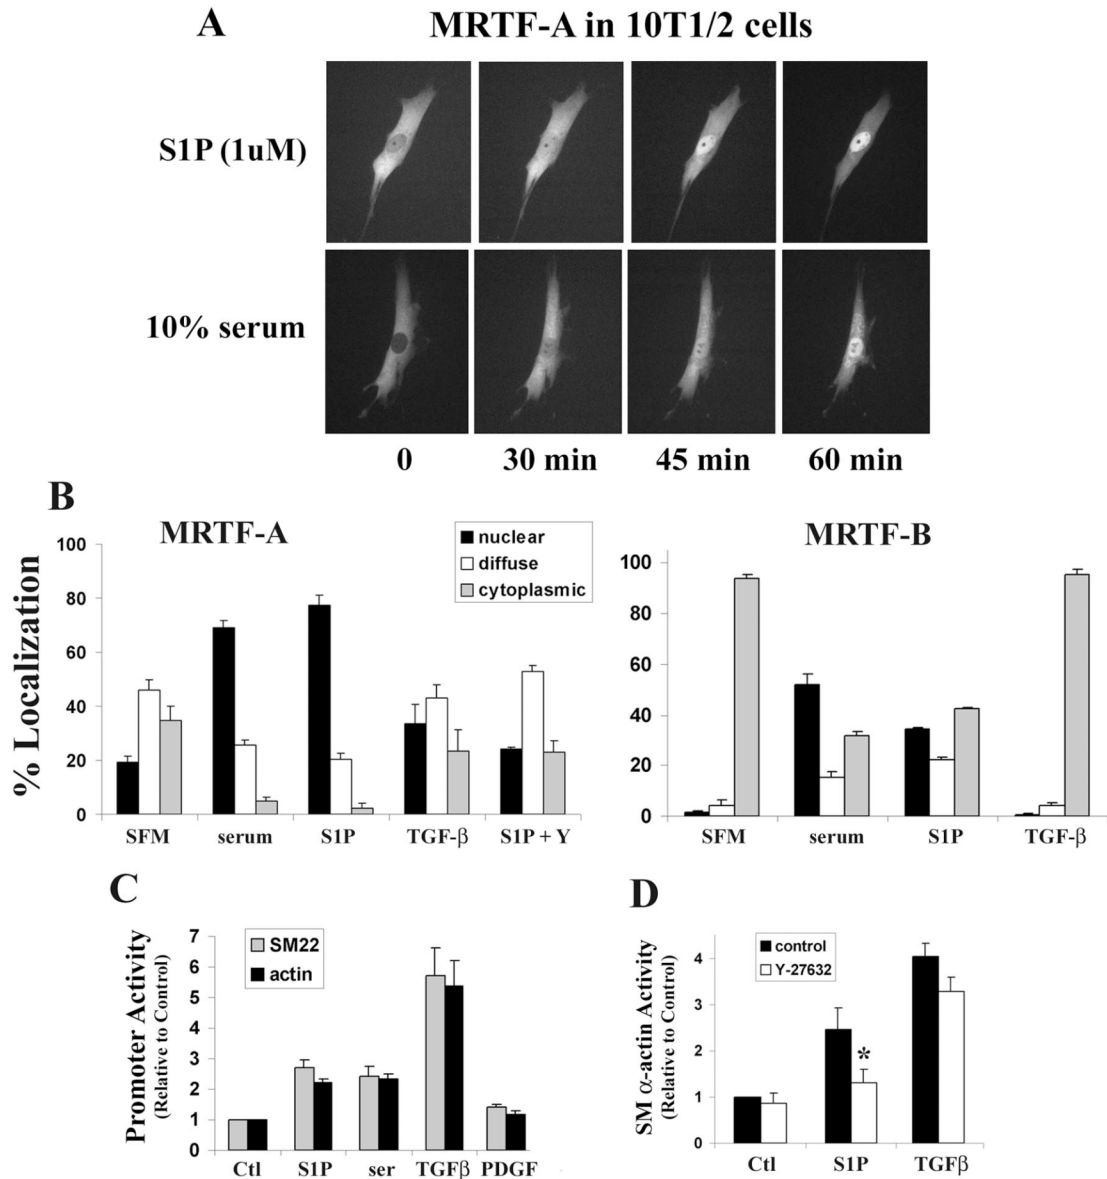 A
MRTF-A in 10T1/2 cells
S1P (1uM)
10% serum
0 30 min 45 min 60 min
B
MRTF-A
nuclear
diffuse
cytoplasmic
MRTF-B
% Localization
100
80
60
40
20
0
SFM serum S1P TGF-β S1P + Y
100
80
60
40
20
0
SFM serum S1P TGF-β
C
Promoter Activity
(Relative to Control)
SM22
actin
7
6
5
4
3
2
1
0
Ctl S1P ser TGFβ PDGF
D
SM α-actin Activity
(Relative to Control)
control
Y-27632
4
3
2
1
0
*
Ctl S1P TGFβ